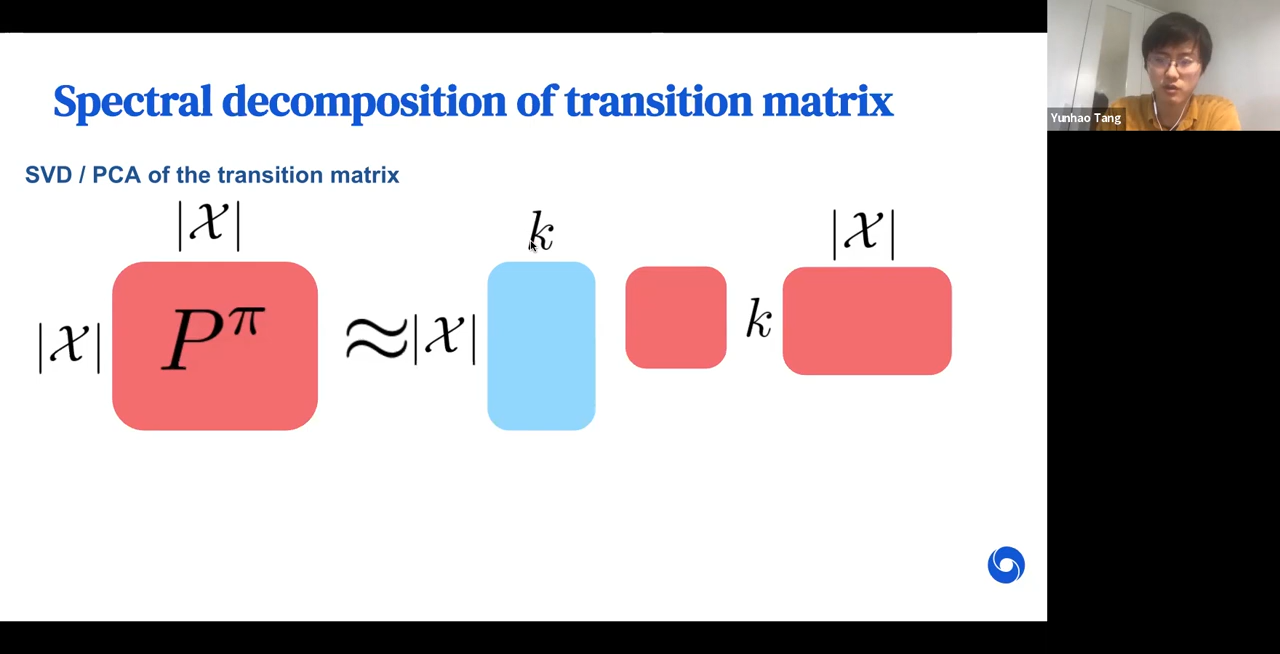 Spectral decomposition of transition matrix
SVD / PCA of the transition matrix
|𝒳|
k
|𝒳|
|𝒳| P^π ≈ |𝒳| k
Yunhao Tang